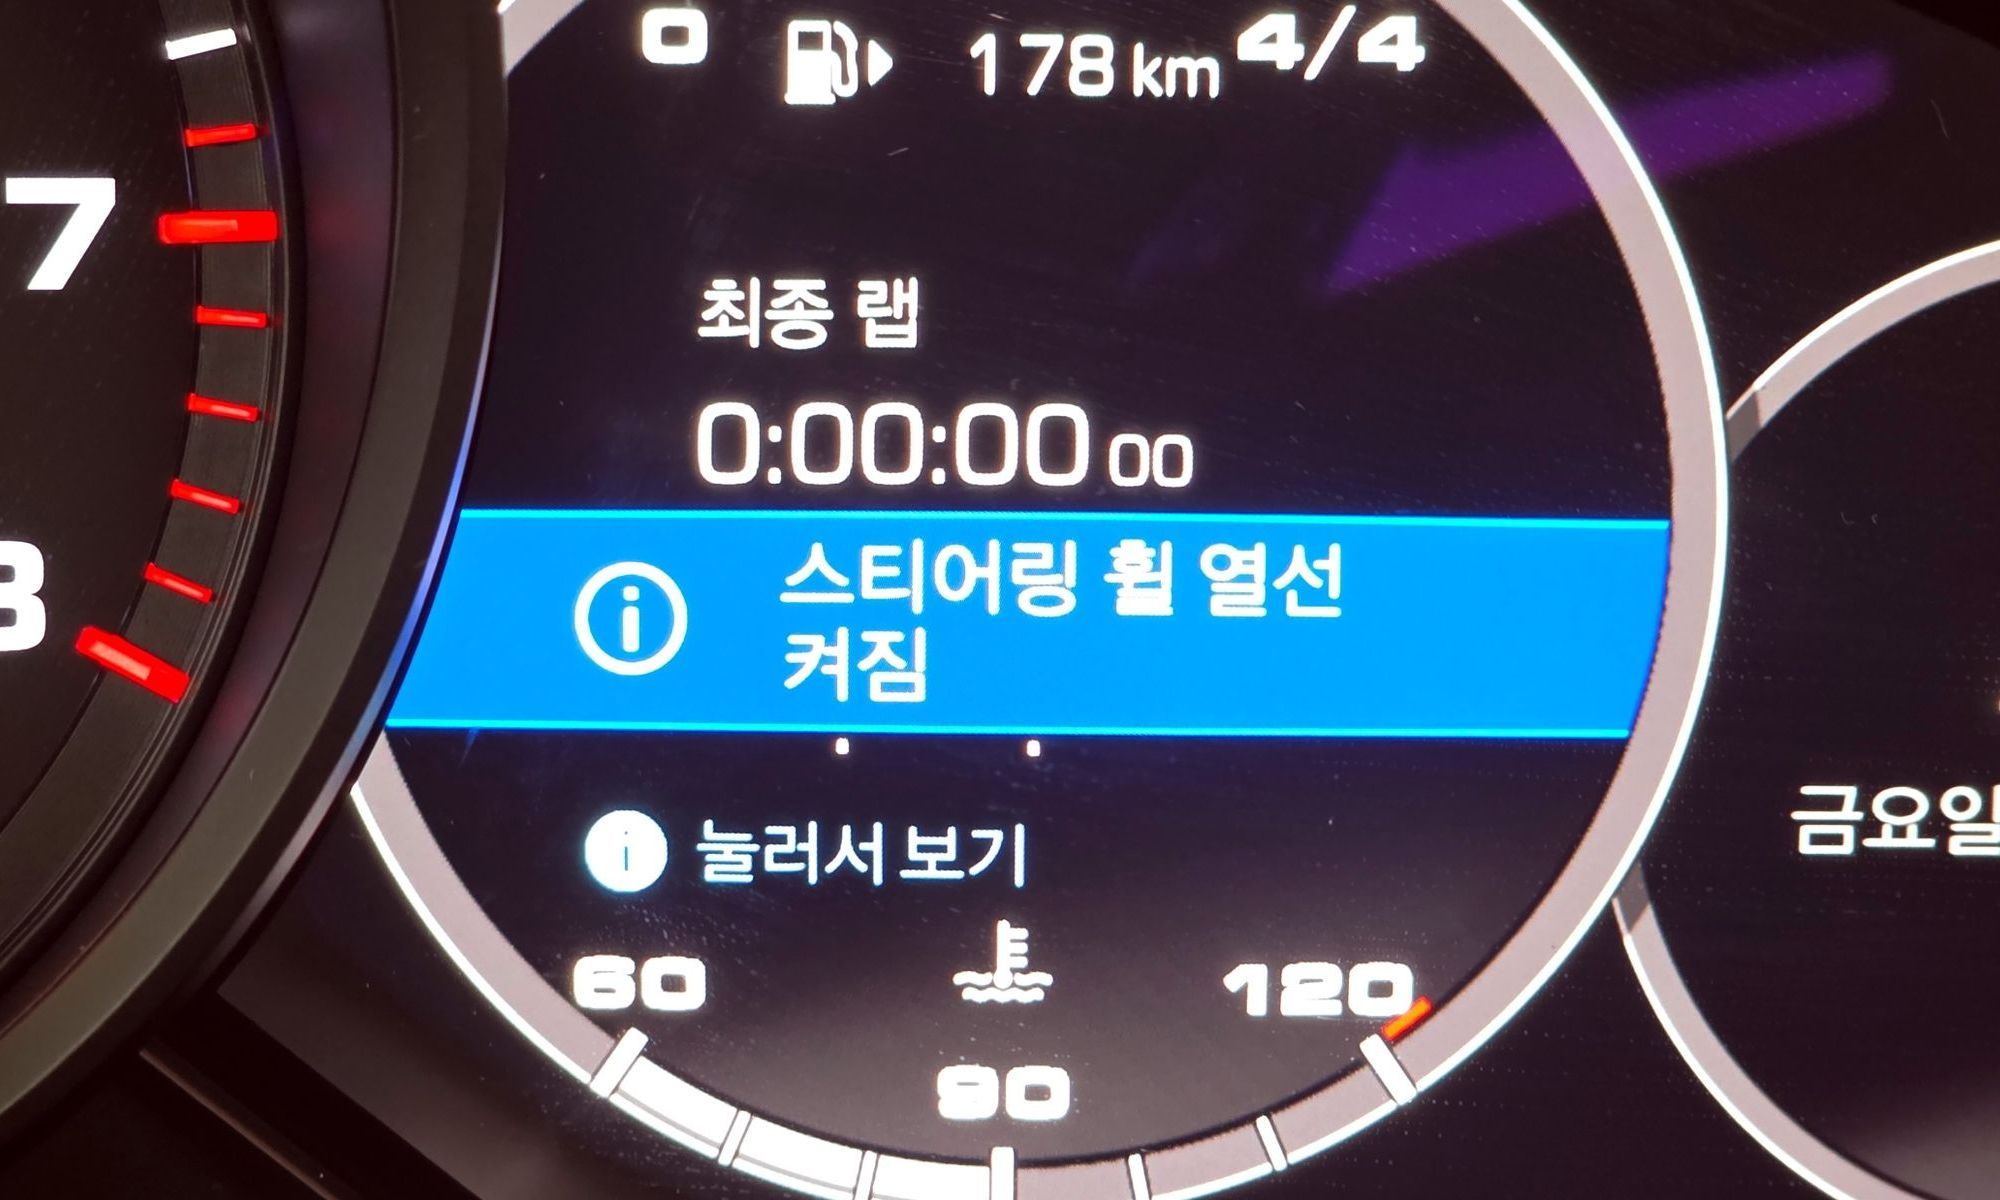 0 178 km 4/4
7
최종 랩
0:00:00 00
스티어링 휠 열선
켜짐
8
눌러서 보기
금요일
60 120
90